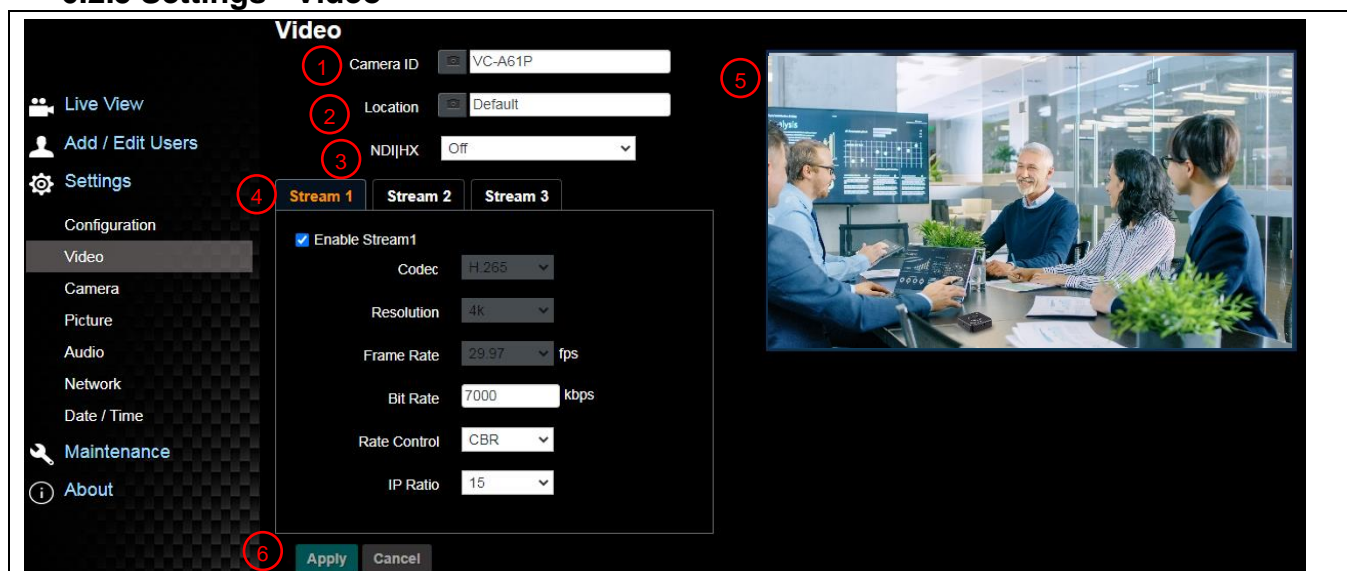 Video
1 Camera ID VC-A61P
2 Location Default
3 NDI|HX Off
Live View
Add / Edit Users
Settings
Configuration
Video
Camera
Picture
Audio
Network
Date / Time
Maintenance
About
4 Stream 1 Stream 2 Stream 3
Enable Stream1
Codec H.265
Resolution 4k
Frame Rate 29.97 fps
Bit Rate 7000 kbps
Rate Control CBR
IP Ratio 15
6 Apply Cancel
5